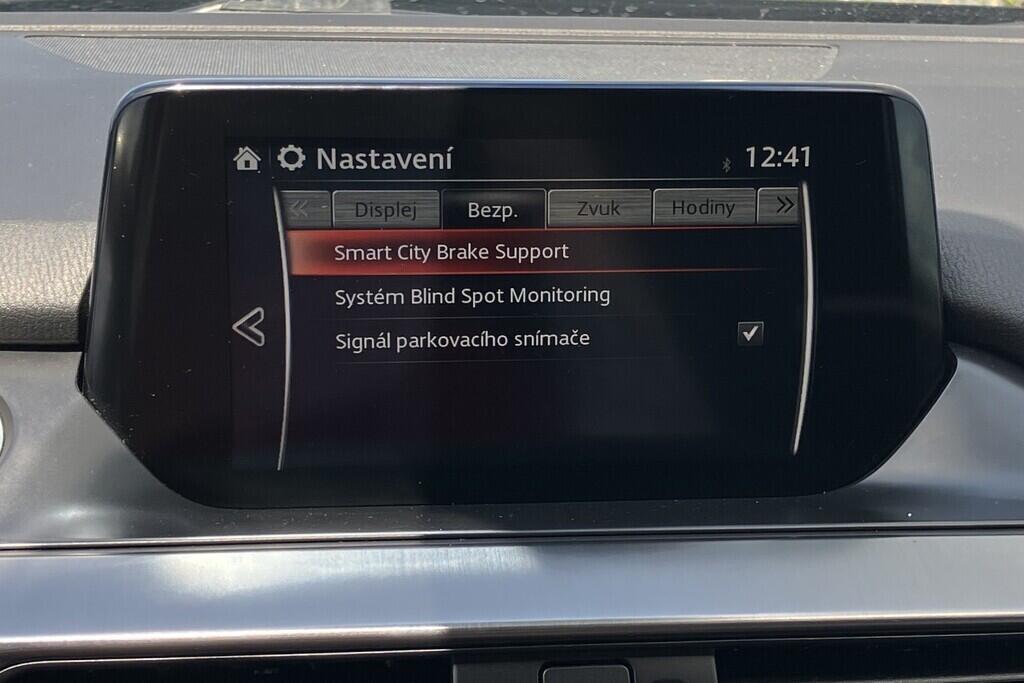 Nastavení 12:41
Displej Bezp. Zvuk Hodiny
Smart City Brake Support
Systém Blind Spot Monitoring
Signál parkovacího snímače